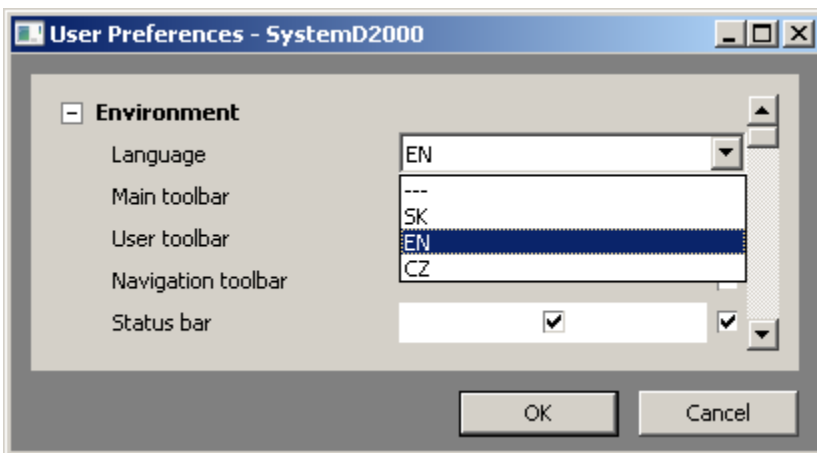 User Preferences - SystemD2000
Environment
Language EN
---
Main toolbar
SK
User toolbar EN
CZ
Navigation toolbar
Status bar
OK Cancel